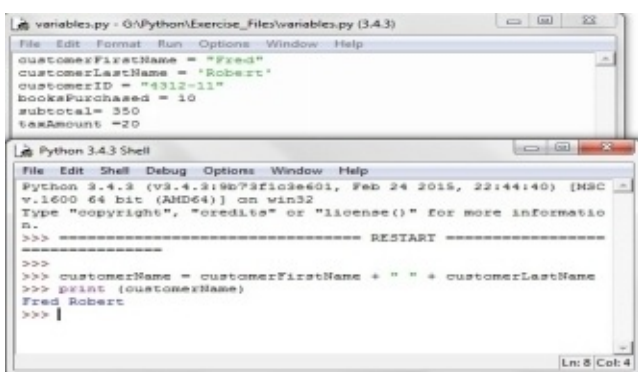 variables.py - G:\Python\Exercise_Files\variables.py (3.4.3)
File Edit Format Run Options Window Help
customerFirstName = "Fred"
customerLastName = 'Robert'
customerID = "4312-11"
booksPurchased = 10
subtotal= 350
taxAmount =20
Python 3.4.3 Shell
File Edit Shell Debug Options Window Help
Python 3.4.3 (v3.4.3:9b73f1c3e601, Feb 24 2015, 22:44:40) [MSC
v.1600 64 bit (AMD64)] on win32
Type "copyright", "credits" or "license()" for more informatio
n.
>>> ================================ RESTART =================
================
>>>
>>> customerName = customerFirstName + " " + customerLastName
>>> print (customerName)
Fred Robert
>>>
Ln: 8 Col: 4